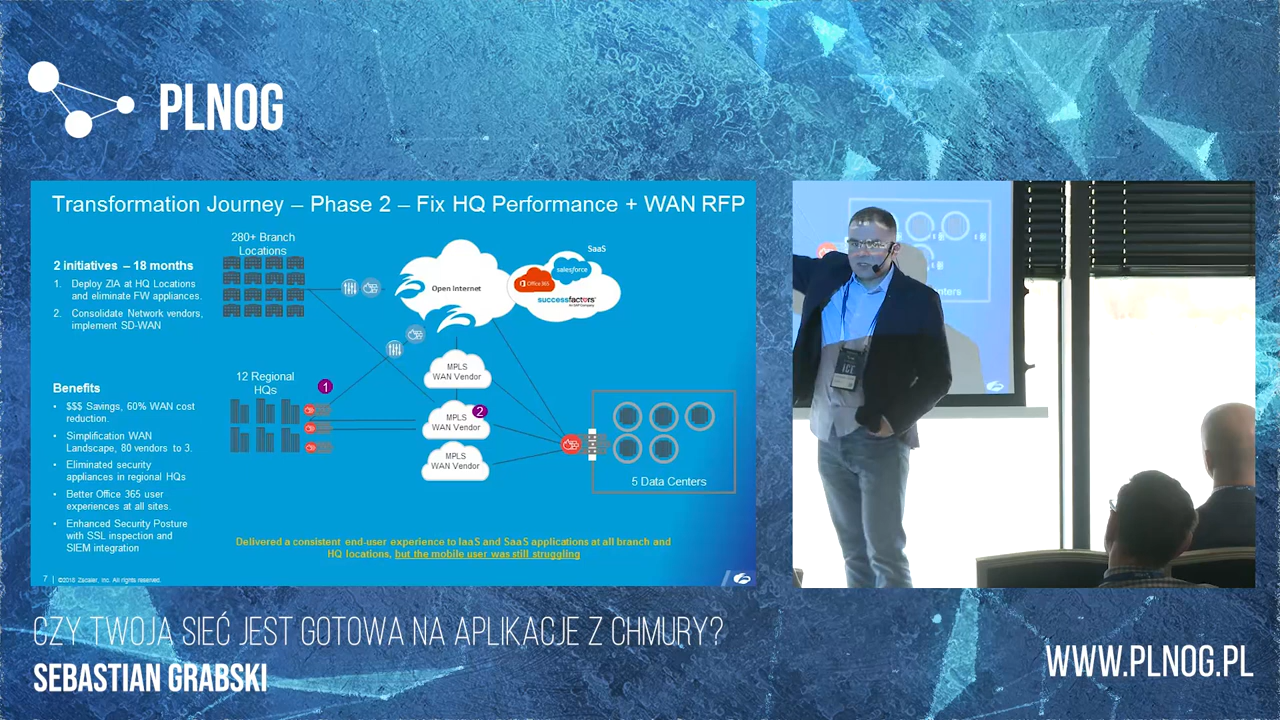 PLNOG
Transformation Journey – Phase 2 – Fix HQ Performance + WAN RFP
280+ Branch
Locations
2 initiatives – 18 months
1. Deploy ZIA at HQ Locations
and eliminate FW appliances.
2. Consolidate Network vendors,
implement SD-WAN
Open Internet
SaaS
salesforce
Office 365
successfactors
An SAP Company
12 Regional
HQs
1
MPLS
WAN Vendor
MPLS
WAN Vendor
2
MPLS
WAN Vendor
5 Data Centers
Benefits
• $$$ Savings, 60% WAN cost
reduction.
• Simplification WAN
Landscape, 80 vendors to 3.
• Eliminated security
appliances in regional HQs
• Better Office 365 user
experiences at all sites.
• Enhanced Security Posture
with SSL inspection and
SIEM integration
Delivered a consistent end-user experience to IaaS and SaaS applications at all branch and
HQ locations, but the mobile user was still struggling
7 | ©2016 Zscaler, Inc. All rights reserved.
enters
CZY TWOJA SIEĆ JEST GOTOWA NA APLIKACJE Z CHMURY?
SEBASTIAN GRABSKI
WWW.PLNOG.PL